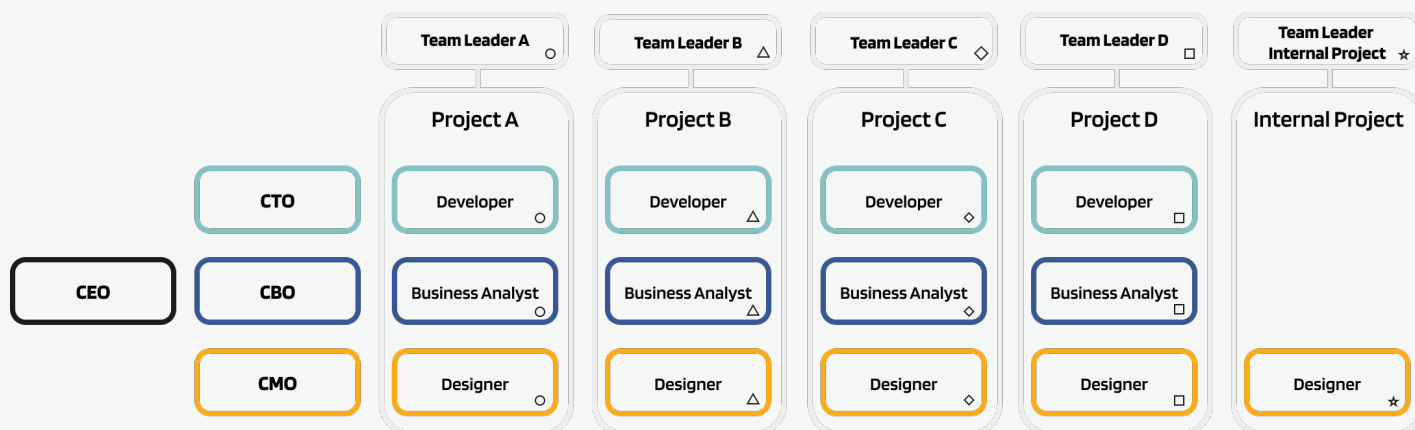 Team Leader A
Team Leader B
Team Leader C
Team Leader D
Team Leader
Internal Project
Project A
Project B
Project C
Project D
Internal Project
CTO
Developer
Developer
Developer
Developer
CEO
CBO
Business Analyst
Business Analyst
Business Analyst
Business Analyst
CMO
Designer
Designer
Designer
Designer
Designer